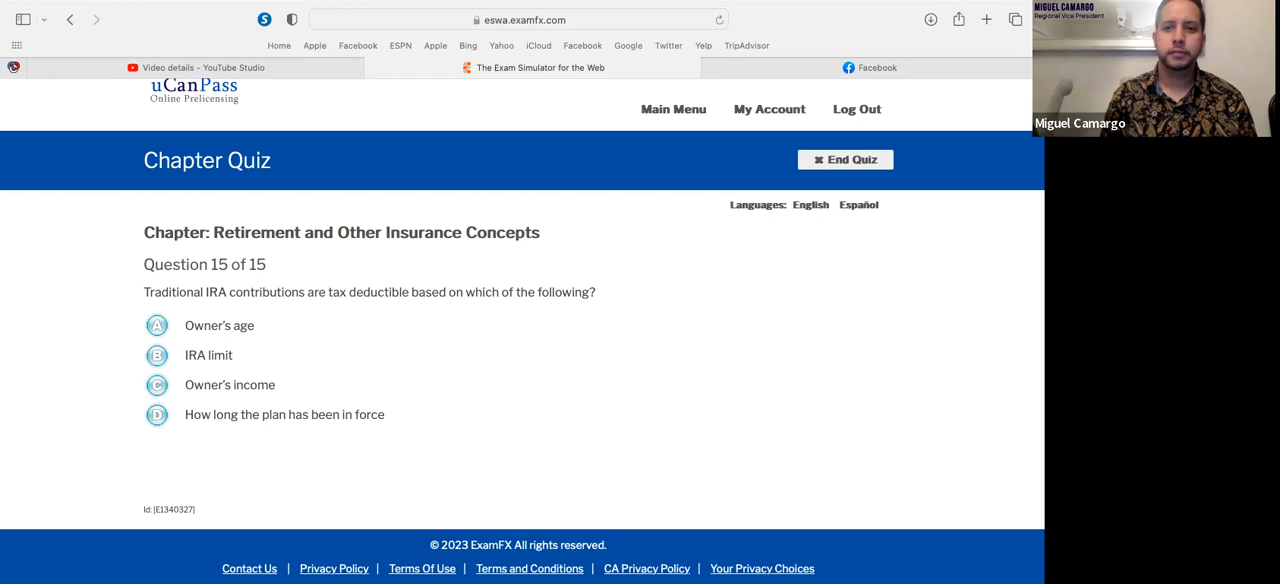 MIGUEL CAMARGO
Regional Vice President
eswa.examfx.com
Home Apple Facebook ESPN Apple Bing Yahoo iCloud Facebook Google Twitter Yelp TripAdvisor
Video details - YouTube Studio
The Exam Simulator for the Web
Facebook
uCanPass
Online Prelicensing
Main Menu My Account Log Out
Miguel Camargo
Chapter Quiz
✖ End Quiz
Languages: English Español
Chapter: Retirement and Other Insurance Concepts
Question 15 of 15
Traditional IRA contributions are tax deductible based on which of the following?
A Owner's age
B IRA limit
C Owner's income
D How long the plan has been in force
Id: [E1340327]
© 2023 ExamFX All rights reserved.
Contact Us | Privacy Policy | Terms Of Use | Terms and Conditions | CA Privacy Policy | Your Privacy Choices